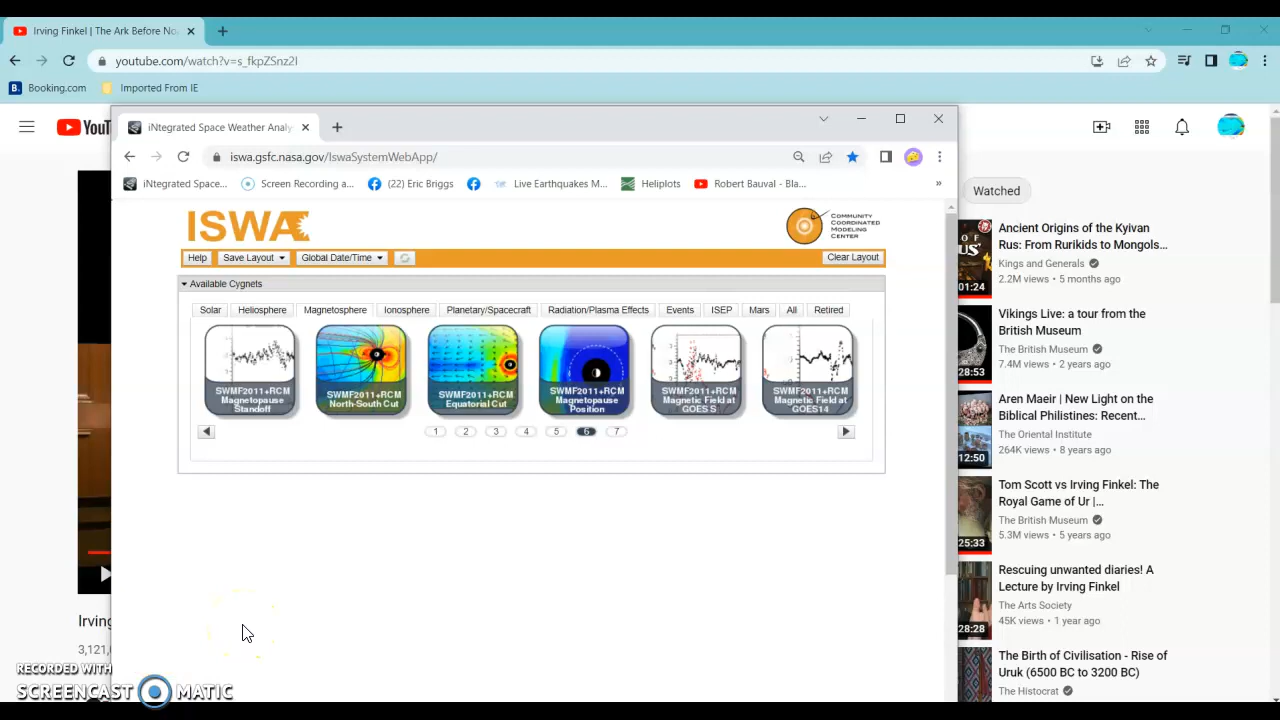 Irving Finkel | The Ark Before No
youtube.com/watch?v=s_fkpZSnz2I
Booking.com
Imported From IE
YouT
iNtegrated Space Weather Analy
iswa.gsfc.nasa.gov/IswaSystemWebApp/
iNtegrated Space...
Screen Recording a...
(22) Eric Briggs
Live Earthquakes M...
Heliplots
Robert Bauval - Bla...
»
ISWA
COMMUNITY
COORDINATED
MODELING
CENTER
Help
Save Layout
Global Date/Time
Clear Layout
Available Cygnets
Solar
Heliosphere
Magnetosphere
Ionosphere
Planetary/Spacecraft
Radiation/Plasma Effects
Events
ISEP
Mars
All
Retired
SWMF2011+RCM
Magnetopause
Standoff
SWMF2011+RCM
North-South Cut
SWMF2011+RCM
Equatorial Cut
SWMF2011+RCM
Magnetopause
Position
SWMF2011+RCM
Magnetic Field at
GOES S
SWMF2011+RCM
Magnetic Field at
GOES14
1 2 3 4 5 6 7
Watched
Ancient Origins of the Kyivan
Rus: From Rurikids to Mongols...
Kings and Generals
2.2M views • 5 months ago
01:24
Vikings Live: a tour from the
British Museum
The British Museum
7.4M views • 2 years ago
28:53
Aren Maeir | New Light on the
Biblical Philistines: Recent...
The Oriental Institute
264K views • 8 years ago
12:50
Tom Scott vs Irving Finkel: The
Royal Game of Ur |...
The British Museum
5.3M views • 5 years ago
25:33
Rescuing unwanted diaries! A
Lecture by Irving Finkel
The Arts Society
45K views • 1 year ago
28:28
The Birth of Civilisation - Rise of
Uruk (6500 BC to 3200 BC)
The Histocrat
Irving
3,121,
RECORDED WITH
SCREENCAST MATIC